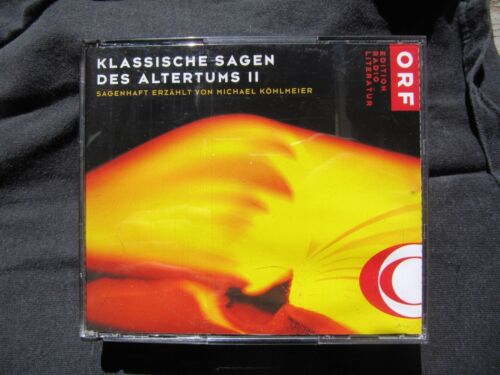 KLASSISCHE SAGEN
DES ALTERTUMS II
SAGENHAFT ERZÄHLT VON MICHAEL KÖHLMEIER
ORF
EDITION
RADIO
LITERATUR